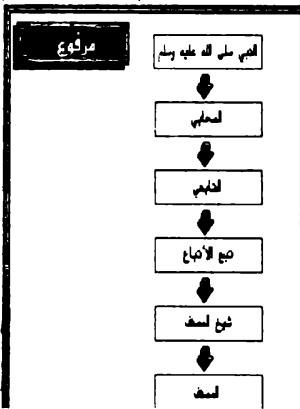 مرفوع
النبي صلى الله عليه وسلم
الصحابي
التابعي
تبع الأتباع
شيخ المصنف
المصنف